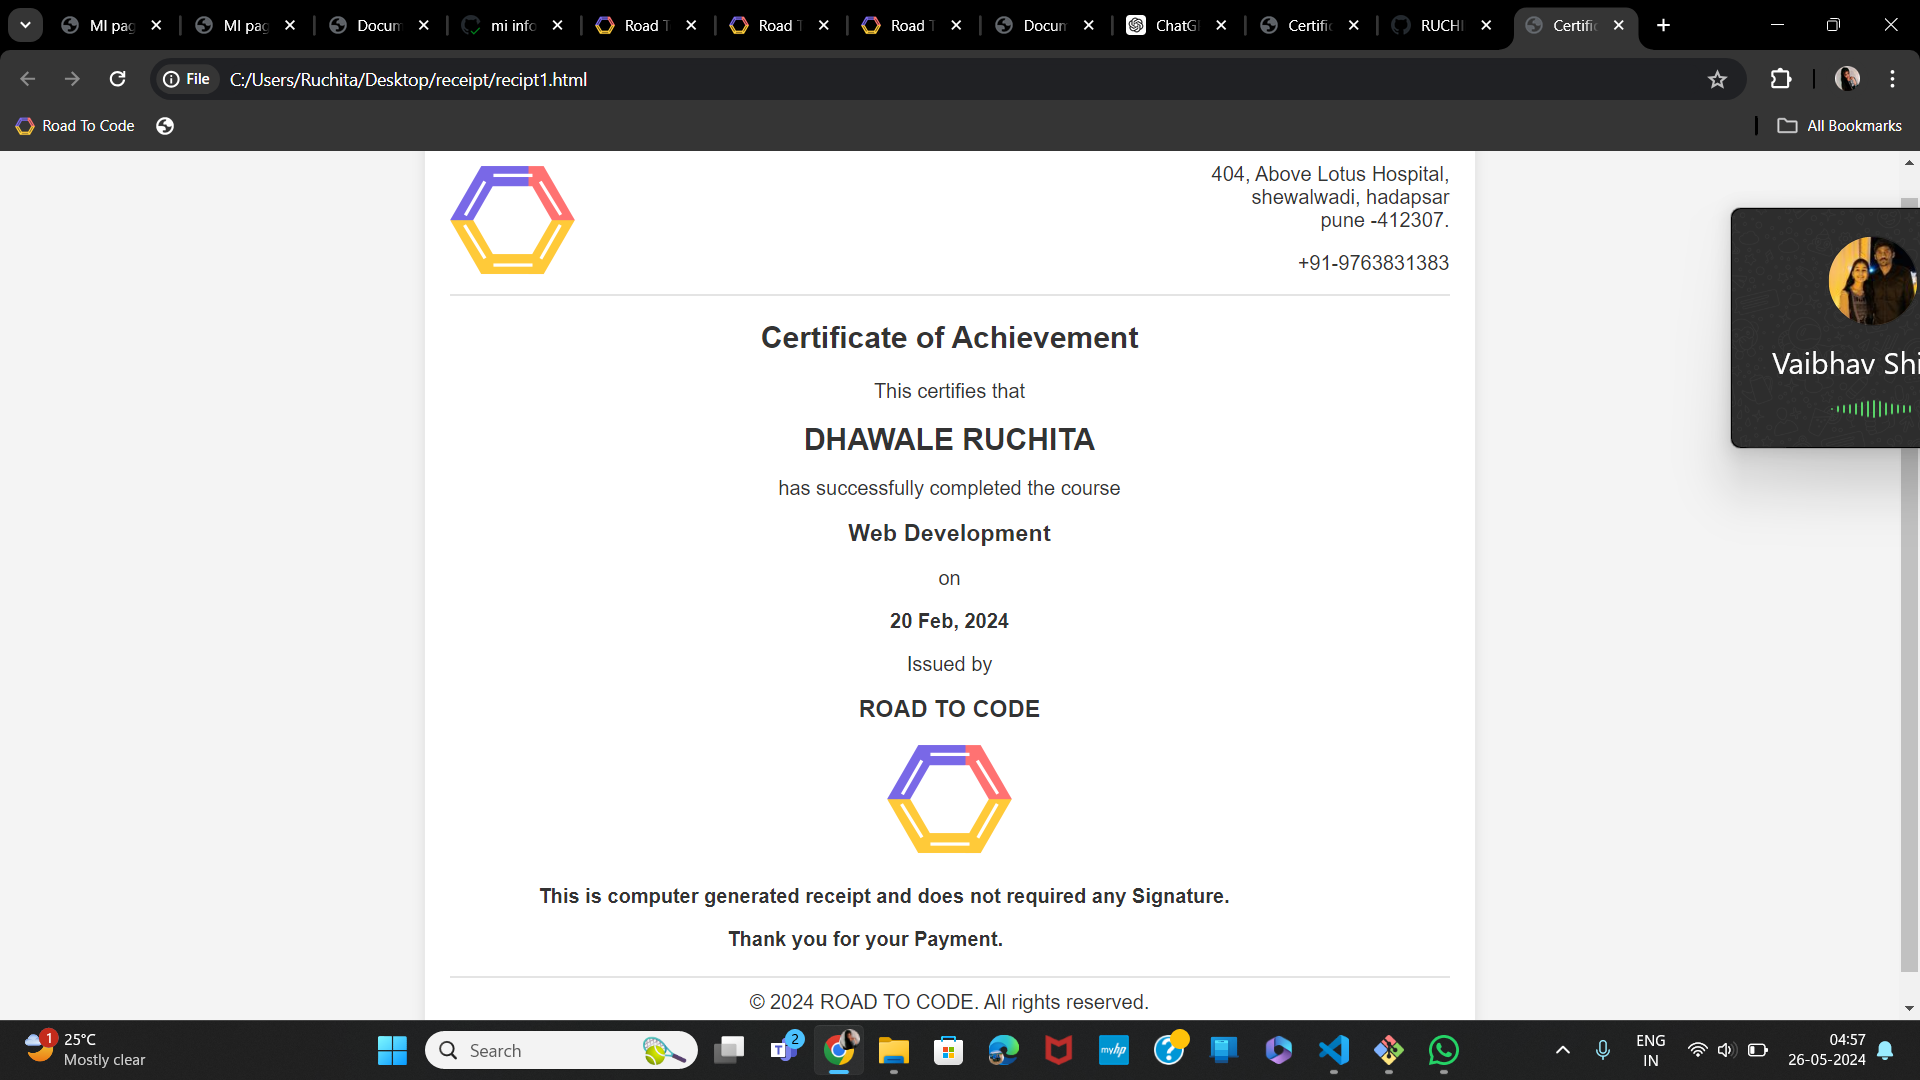 MI pag
MI pag
Docum
mi info
Road T
Road T
Road T
Docum
ChatG
Certific
RUCHI
Certific
File
C:/Users/Ruchita/Desktop/receipt/recipt1.html
Road To Code
All Bookmarks
404, Above Lotus Hospital,
shewalwadi, hadapsar
pune -412307.
+91-9763831383
Certificate of Achievement
This certifies that
DHAWALE RUCHITA
has successfully completed the course
Web Development
on
20 Feb, 2024
Issued by
ROAD TO CODE
This is computer generated receipt and does not required any Signature.
Thank you for your Payment.
© 2024 ROAD TO CODE. All rights reserved.
Vaibhav Shi
1
25°C
Mostly clear
Search
2
T
myhp
?
ENG
IN
04:57
26-05-2024